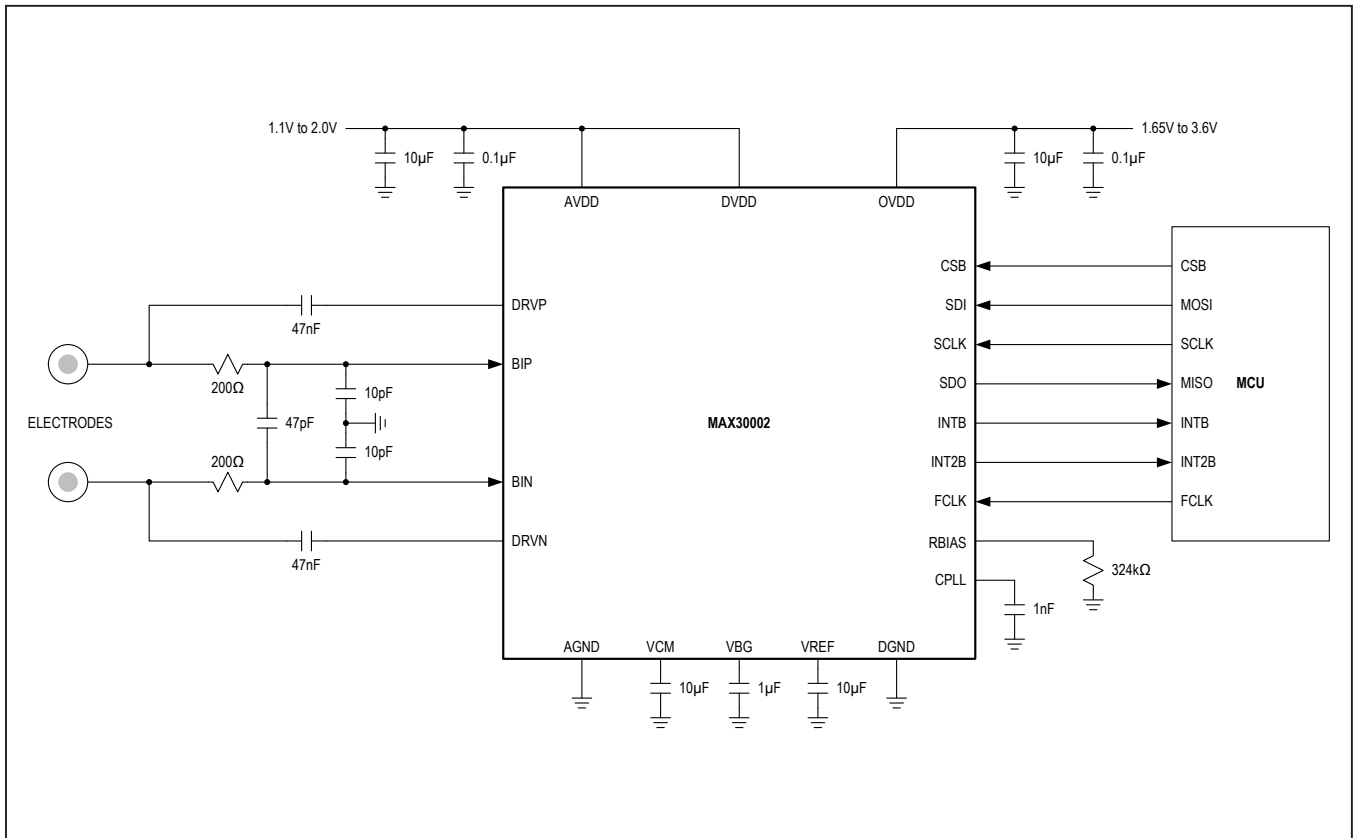 1.1V to 2.0V
10µF
0.1µF
1.65V to 3.6V
10µF
0.1µF
AVDD
DVDD
OVDD
CSB
CSB
DRVP
SDI
MOSI
47nF
SCLK
SCLK
BIP
200Ω
10pF
SDO
MISO
MCU
ELECTRODES
47pF
MAX30002
INTB
INTB
10pF
200Ω
INT2B
INT2B
BIN
FCLK
FCLK
DRVN
47nF
RBIAS
324kΩ
CPLL
1nF
AGND
VCM
VBG
VREF
DGND
10µF
1µF
10µF